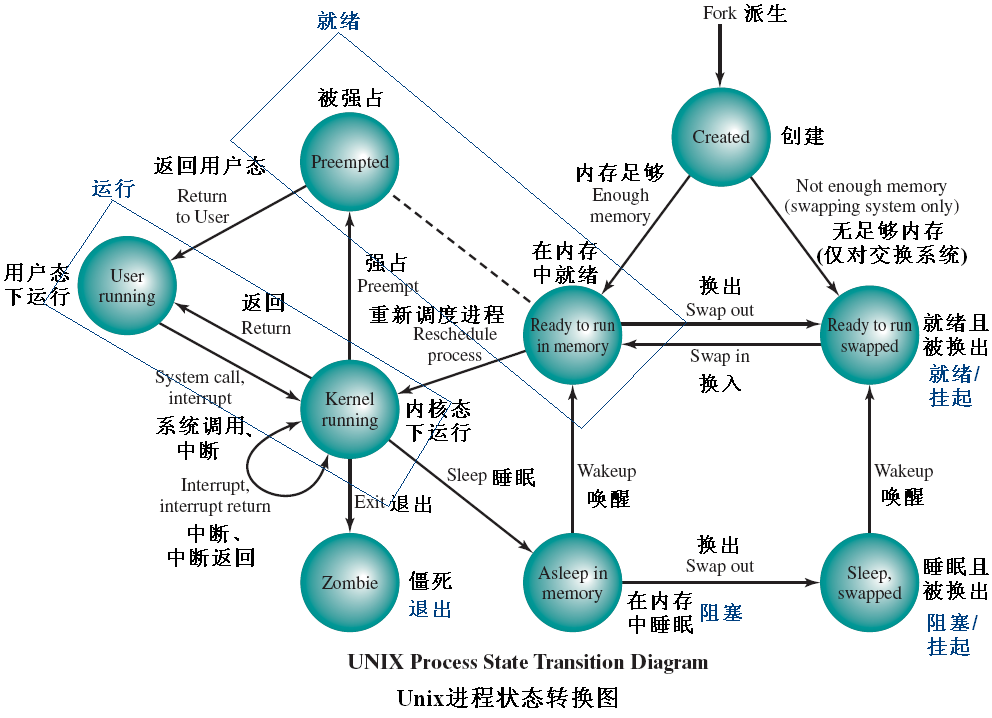 Fork 派生
就绪
被强占
Preempted
Created
创建
返回用户态
Return
to User
内存足够
Enough
memory
Not enough memory
(swapping system only)
无足够内存
(仅对交换系统)
运行
用户态
下运行
User
running
返回
Return
强占
Preempt
重新调度进程
Reschedule
process
在内存
中就绪
Ready to run
in memory
换出
Swap out
Swap in
换入
Ready to run
swapped
就绪且
被换出
就绪/
挂起
System call,
interrupt
系统调用、
中断
Kernel
running
内核态
下运行
Interrupt,
interrupt return
中断、
中断返回
Sleep 睡眠
Exit 退出
Wakeup
唤醒
Wakeup
唤醒
Zombie
僵死
退出
Asleep in
memory
在内存
中睡眠
阻塞
换出
Swap out
Sleep,
swapped
睡眠且
被换出
阻塞/
挂起
UNIX Process State Transition Diagram
Unix进程状态转换图